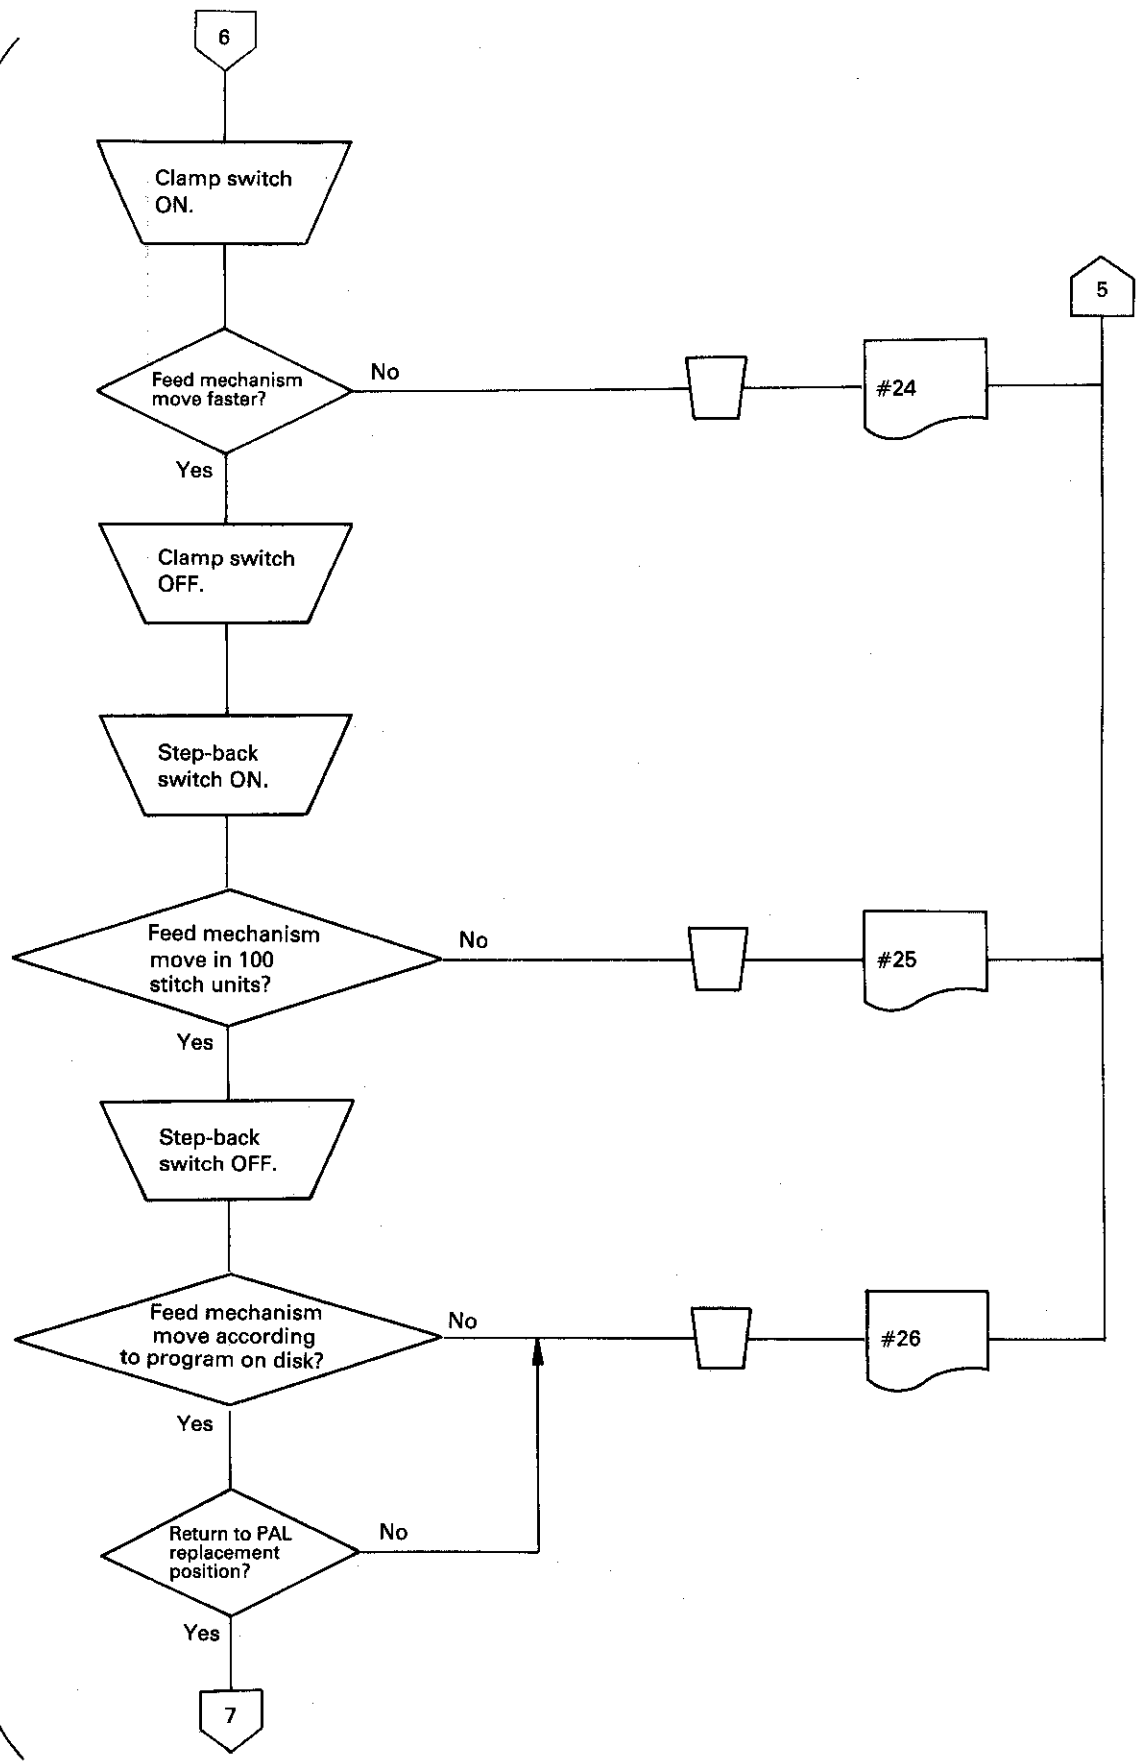 6
Clamp switch
ON.
5
Feed mechanism
move faster?
No
#24
Yes
Clamp switch
OFF.
Step-back
switch ON.
Feed mechanism
move in 100
stitch units?
No
#25
Yes
Step-back
switch OFF.
Feed mechanism
move according
to program on disk?
No
#26
Yes
Return to PAL
replacement
position?
No
Yes
7